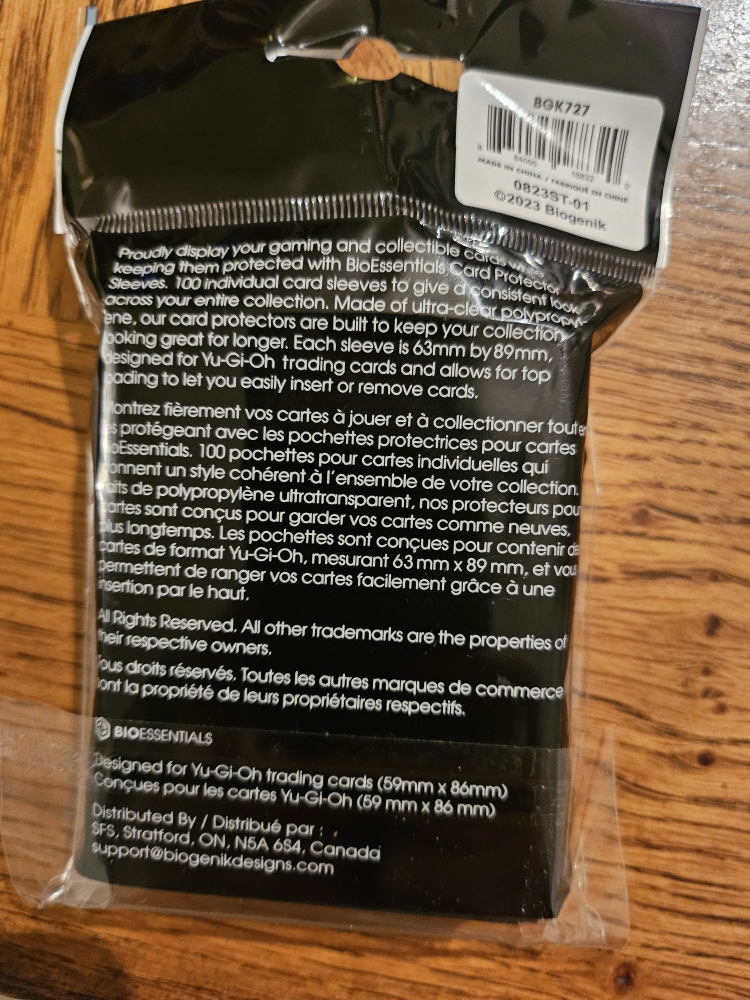 BGK727
MADE IN CHINA / FABRIQUÉ EN CHINE
0823ST-01
©2023 Biogenik
Proudly display your gaming and collectible cards
keeping them protected with BioEssentials Card Protector
Sleeves. 100 individual card sleeves to give a consistent look
across your entire collection. Made of ultra-clear polypropyl-
ene, our card protectors are built to keep your collection
ooking great for longer. Each sleeve is 63mm by 89mm,
designed for Yu-Gi-Oh trading cards and allows for top
oading to let you easily insert or remove cards.
Montrez fièrement vos cartes à jouer et à collectionner tout en
es protégeant avec les pochettes protectrices pour cartes
BioEssentials. 100 pochettes pour cartes individuelles qui
onnent un style cohérent à l'ensemble de votre collection.
aits de polypropylène ultratransparent, nos protecteurs pou
cartes sont conçus pour garder vos cartes comme neuves,
plus longtemps. Les pochettes sont conçues pour contenir de
cartes de format Yu-Gi-Oh, mesurant 63 mm x 89 mm, et vous
permettent de ranger vos cartes facilement grâce à une
insertion par le haut.
All Rights Reserved. All other trademarks are the properties of
their respective owners.
Tous droits réservés. Toutes les autres marques de commerce
sont la propriété de leurs propriétaires respectifs.
BIOESSENTIALS
Designed for Yu-Gi-Oh trading cards (59mm x 86mm)
Conçues pour les cartes Yu-Gi-Oh (59 mm x 86 mm)
Distributed By / Distribué par :
SFS, Stratford, ON, N5A 6S4, Canada
support@biogenikdesigns.com